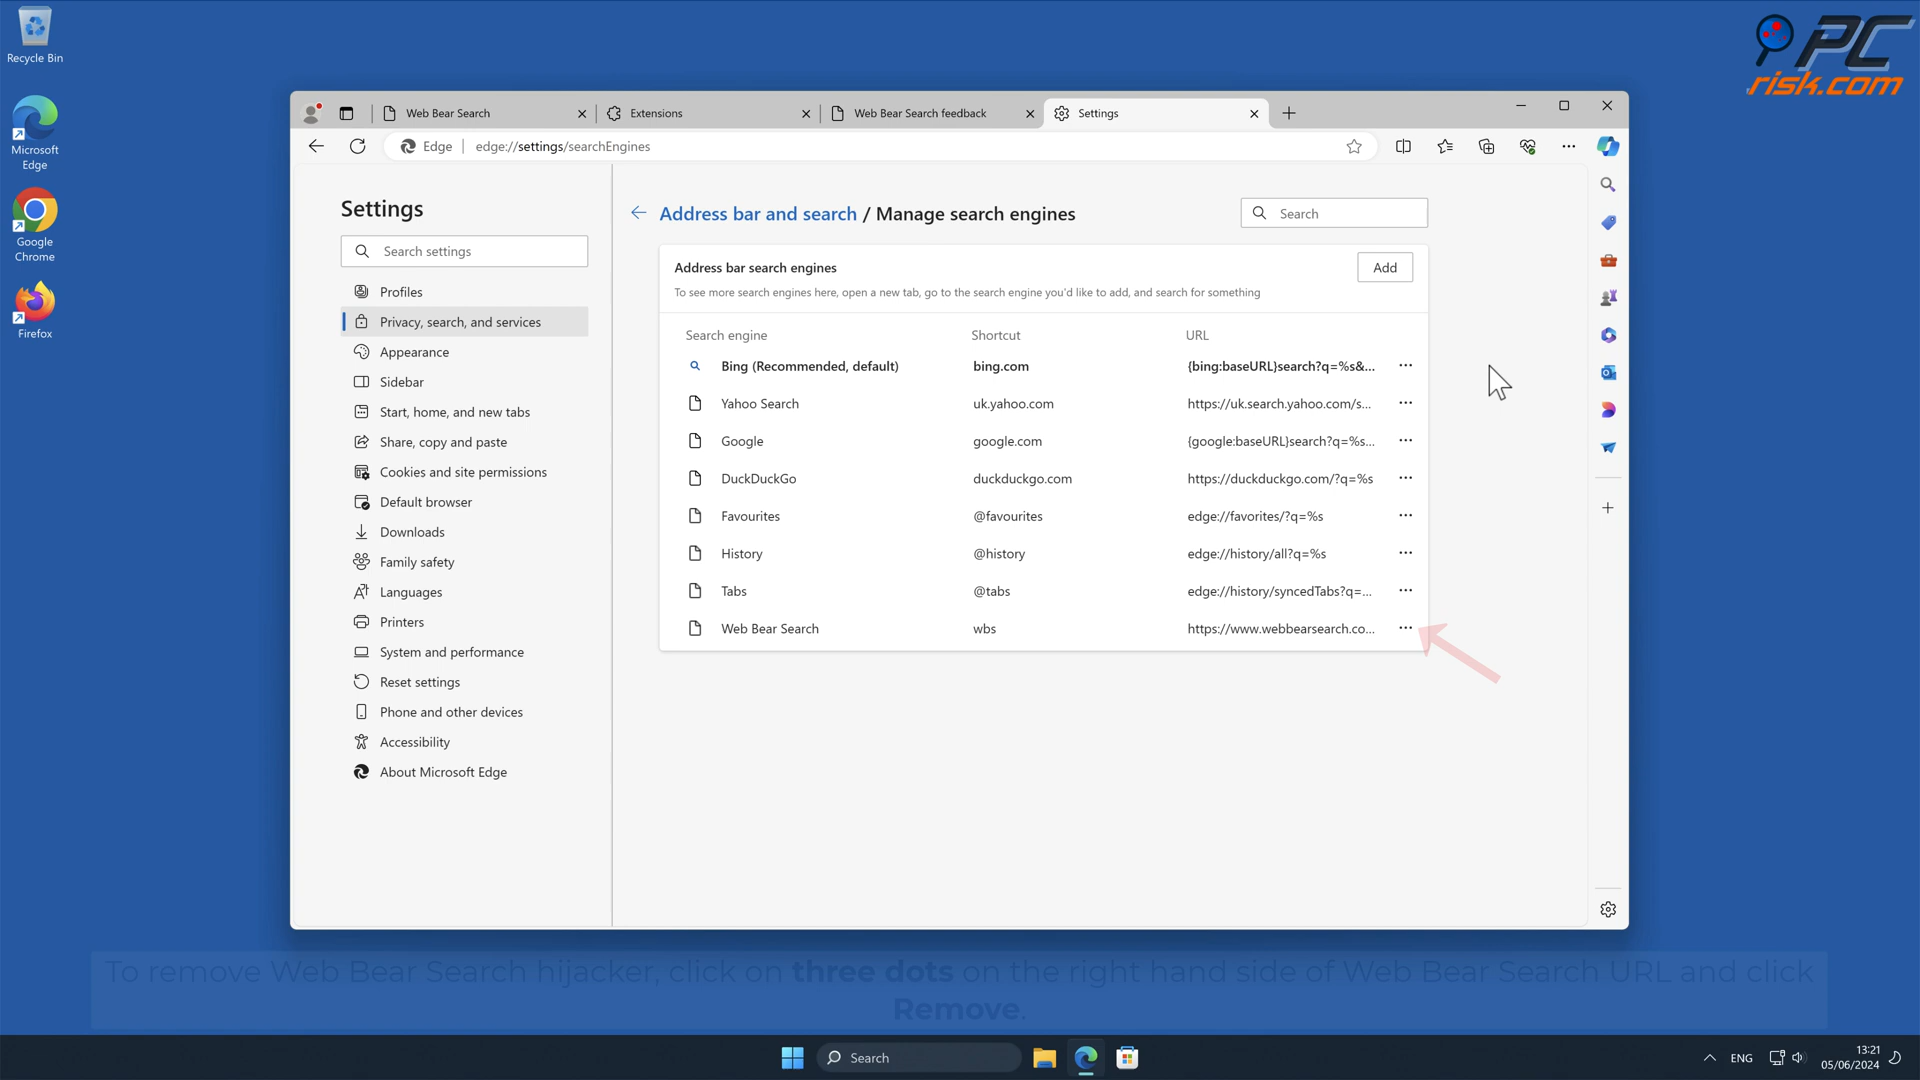 Recycle Bin
Microsoft
Edge
Google
Chrome
Firefox
PC
risk.com
Web Bear Search
Extensions
Web Bear Search feedback
Settings
Edge
edge://settings/searchEngines
Settings
Search settings
Profiles
Privacy, search, and services
Appearance
Sidebar
Start, home, and new tabs
Share, copy and paste
Cookies and site permissions
Default browser
Downloads
Family safety
Languages
Printers
System and performance
Reset settings
Phone and other devices
Accessibility
About Microsoft Edge
Address bar and search / Manage search engines
Search
Address bar search engines
Add
To see more search engines here, open a new tab, go to the search engine you'd like to add, and search for something
Search engine Shortcut URL
Bing (Recommended, default) bing.com {bing:baseURL}search?q=%s&...
Yahoo Search uk.yahoo.com https://uk.search.yahoo.com/s...
Google google.com {google:baseURL}search?q=%s...
DuckDuckGo duckduckgo.com https://duckduckgo.com/?q=%s
Favourites @favourites edge://favorites/?q=%s
History @history edge://history/all?q=%s
Tabs @tabs edge://history/syncedTabs?q=...
Web Bear Search wbs https://www.webbearsearch.co...
To remove Web Bear Search hijacker, click on three dots on the right hand side of Web Bear Search URL and click
Remove.
Search
ENG
13:21
05/06/2024